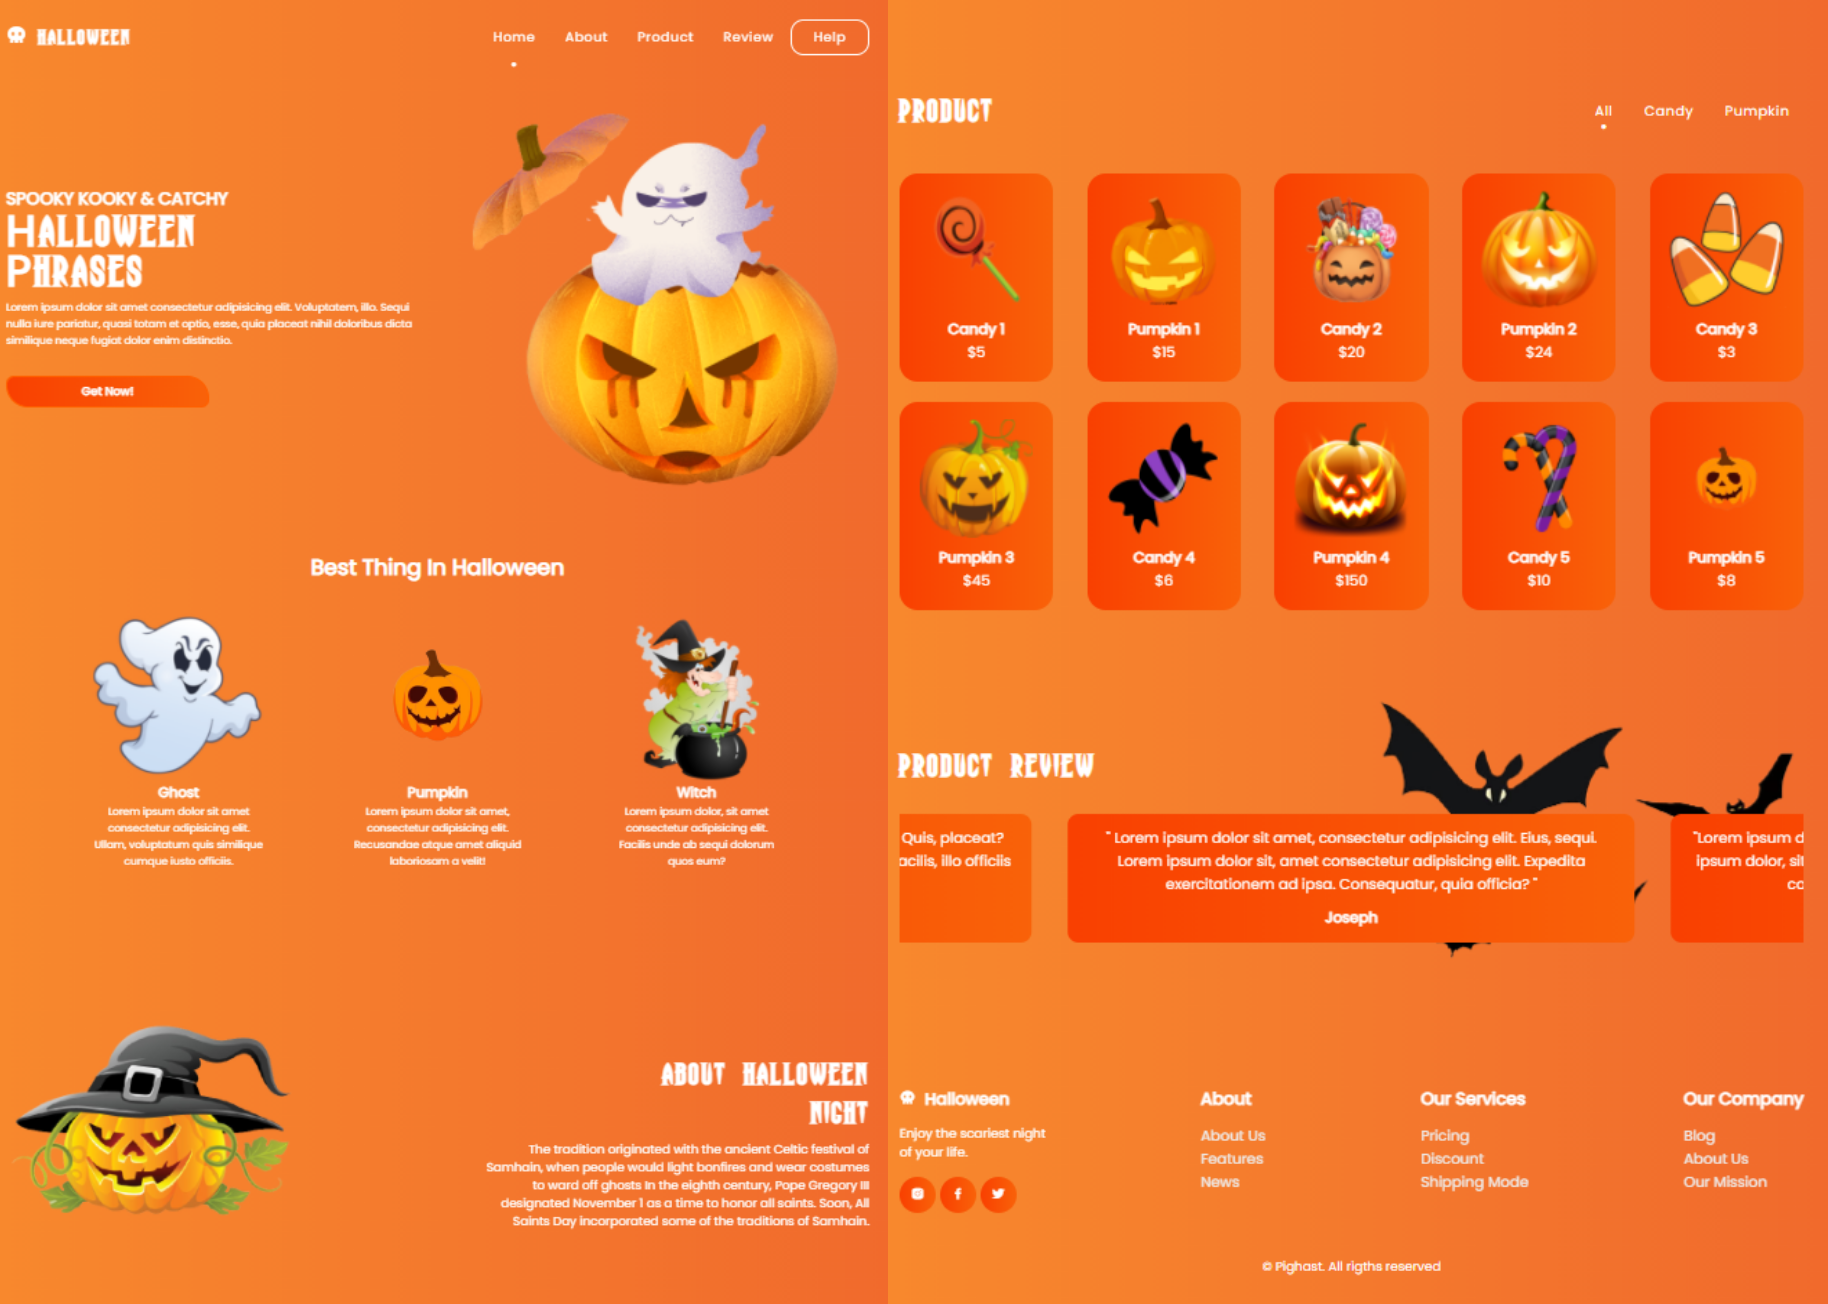 HALLOWEEN
Home About Product Review Help
SPOOKY KOOKY & CATCHY
HALLOWEEN
PHRASES
Lorem ipsum dolor sit amet consectetur adipisicing elit. Voluptatem, illo. Sequi
nulla iure pariatur, quasi totam et optio, esse, quia placeat nihil doloribus dicta
similique neque fugiat dolor enim distinctio.
Get Now!
Best Thing In Halloween
Ghost
Lorem ipsum dolor sit amet
consectetur adipisicing elit.
Ullam, voluptatum quis similique
cumque iusto officiis.
Pumpkin
Lorem ipsum dolor sit amet,
consectetur adipisicing elit.
Recusandae atque amet aliquid
laboriosam a velit!
Witch
Lorem ipsum dolor, sit amet
consectetur adipisicing elit.
Facilis unde ab sequi dolorum
quos eum?
ABOUT HALLOWEEN
NIGHT
The tradition originated with the ancient Celtic festival of
Samhain, when people would light bonfires and wear costumes
to ward off ghosts In the eighth century, Pope Gregory III
designated November 1 as a time to honor all saints. Soon, All
Saints Day incorporated some of the traditions of Samhain.
PRODUCT
All Candy Pumpkin
Candy 1
$5
Pumpkin 1
$15
Candy 2
$20
Pumpkin 2
$24
Candy 3
$3
Pumpkin 3
$45
Candy 4
$6
Pumpkin 4
$150
Candy 5
$10
Pumpkin 5
$8
PRODUCT REVIEW
Quis, placeat?
acilis, illo officiis
" Lorem ipsum dolor sit amet, consectetur adipisicing elit. Eius, sequi.
Lorem ipsum dolor sit, amet consectetur adipisicing elit. Expedita
exercitationem ad ipsa. Consequatur, quia officia? "
Joseph
"Lorem ipsum d
ipsum dolor, sit
co
Halloween
Enjoy the scariest night
of your life.
About
About Us
Features
News
Our Services
Pricing
Discount
Shipping Mode
Our Company
Blog
About Us
Our Mission
© Pighast. All rigths reserved